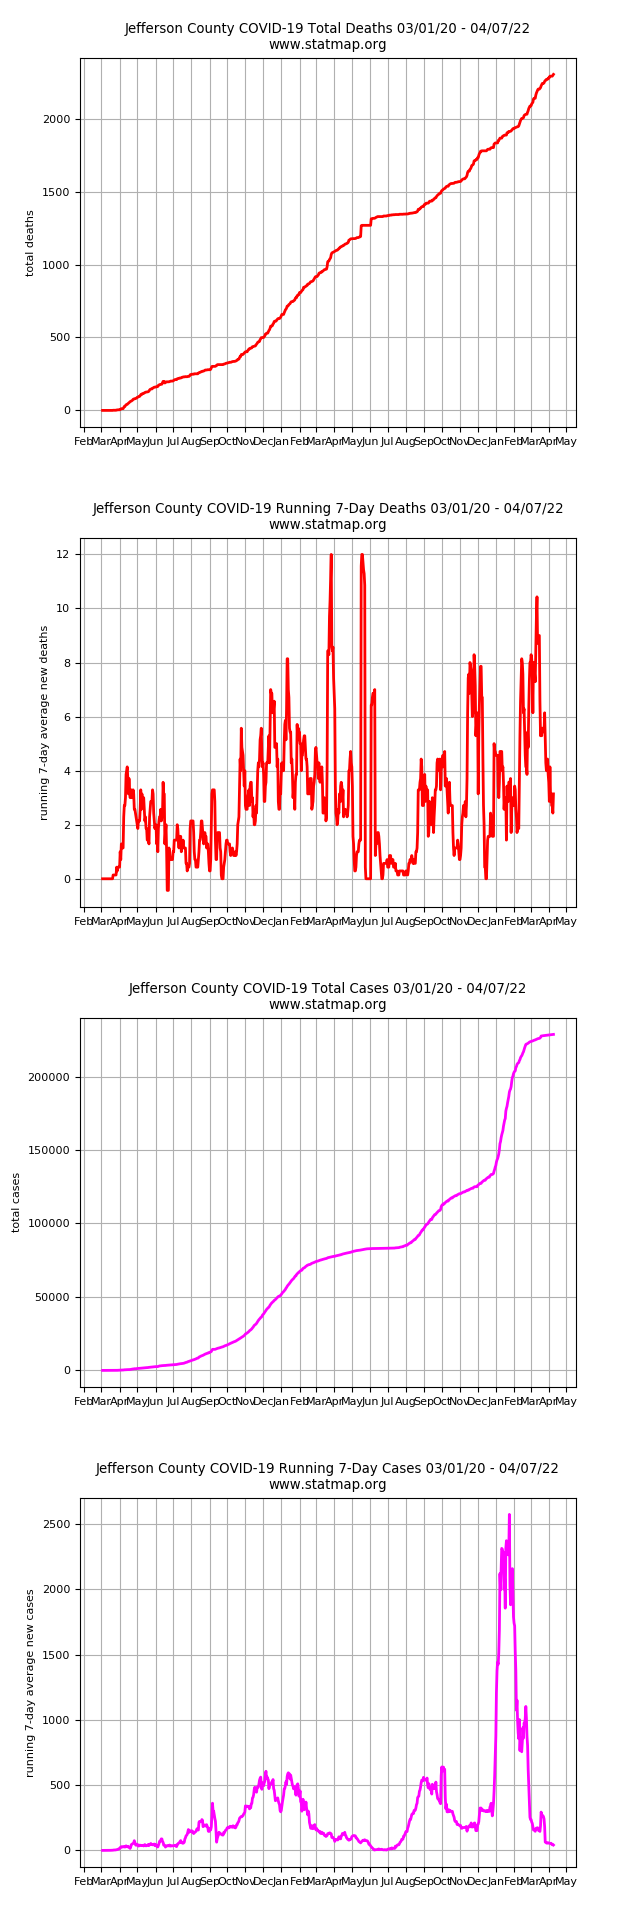 Jefferson County COVID-19 Total Deaths 03/01/20 - 04/07/22
www.statmap.org
2000
1500
1000
500
0
total deaths
Feb Mar Apr May Jun Jul Aug Sep Oct Nov Dec Jan Feb Mar Apr May Jun Jul Aug Sep Oct Nov Dec Jan Feb Mar Apr May
Jefferson County COVID-19 Running 7-Day Deaths 03/01/20 - 04/07/22
www.statmap.org
12
10
8
6
4
2
0
running 7-day average new deaths
Feb Mar Apr May Jun Jul Aug Sep Oct Nov Dec Jan Feb Mar Apr May Jun Jul Aug Sep Oct Nov Dec Jan Feb Mar Apr May
Jefferson County COVID-19 Total Cases 03/01/20 - 04/07/22
www.statmap.org
200000
150000
100000
50000
0
total cases
Feb Mar Apr May Jun Jul Aug Sep Oct Nov Dec Jan Feb Mar Apr May Jun Jul Aug Sep Oct Nov Dec Jan Feb Mar Apr May
Jefferson County COVID-19 Running 7-Day Cases 03/01/20 - 04/07/22
www.statmap.org
2500
2000
1500
1000
500
0
running 7-day average new cases
Feb Mar Apr May Jun Jul Aug Sep Oct Nov Dec Jan Feb Mar Apr May Jun Jul Aug Sep Oct Nov Dec Jan Feb Mar Apr May